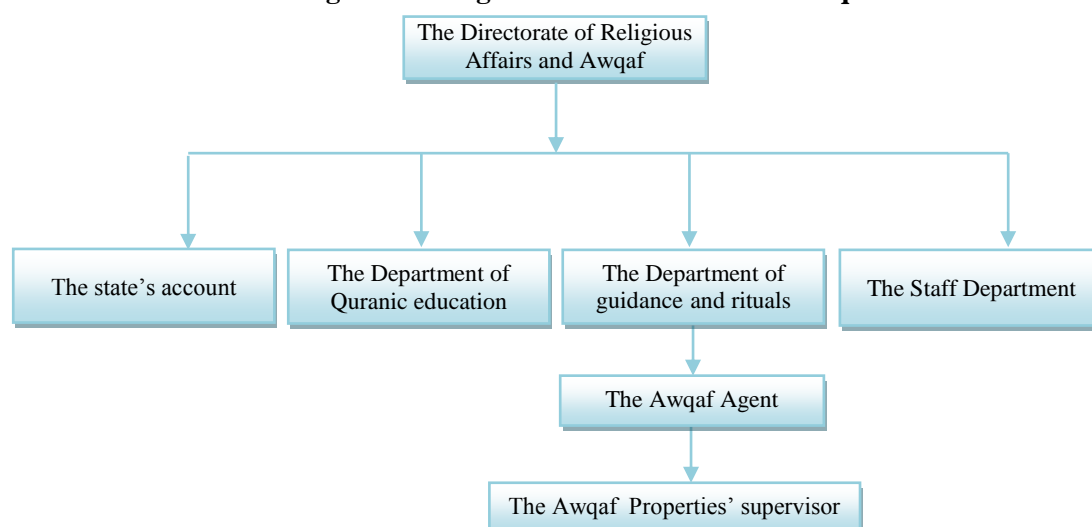 The Directorate of Religious
Affairs and Awqaf
The state’s account
The Department of
Quranic education
The Department of
guidance and rituals
The Staff Department
The Awqaf Agent
The Awqaf Properties’ supervisor